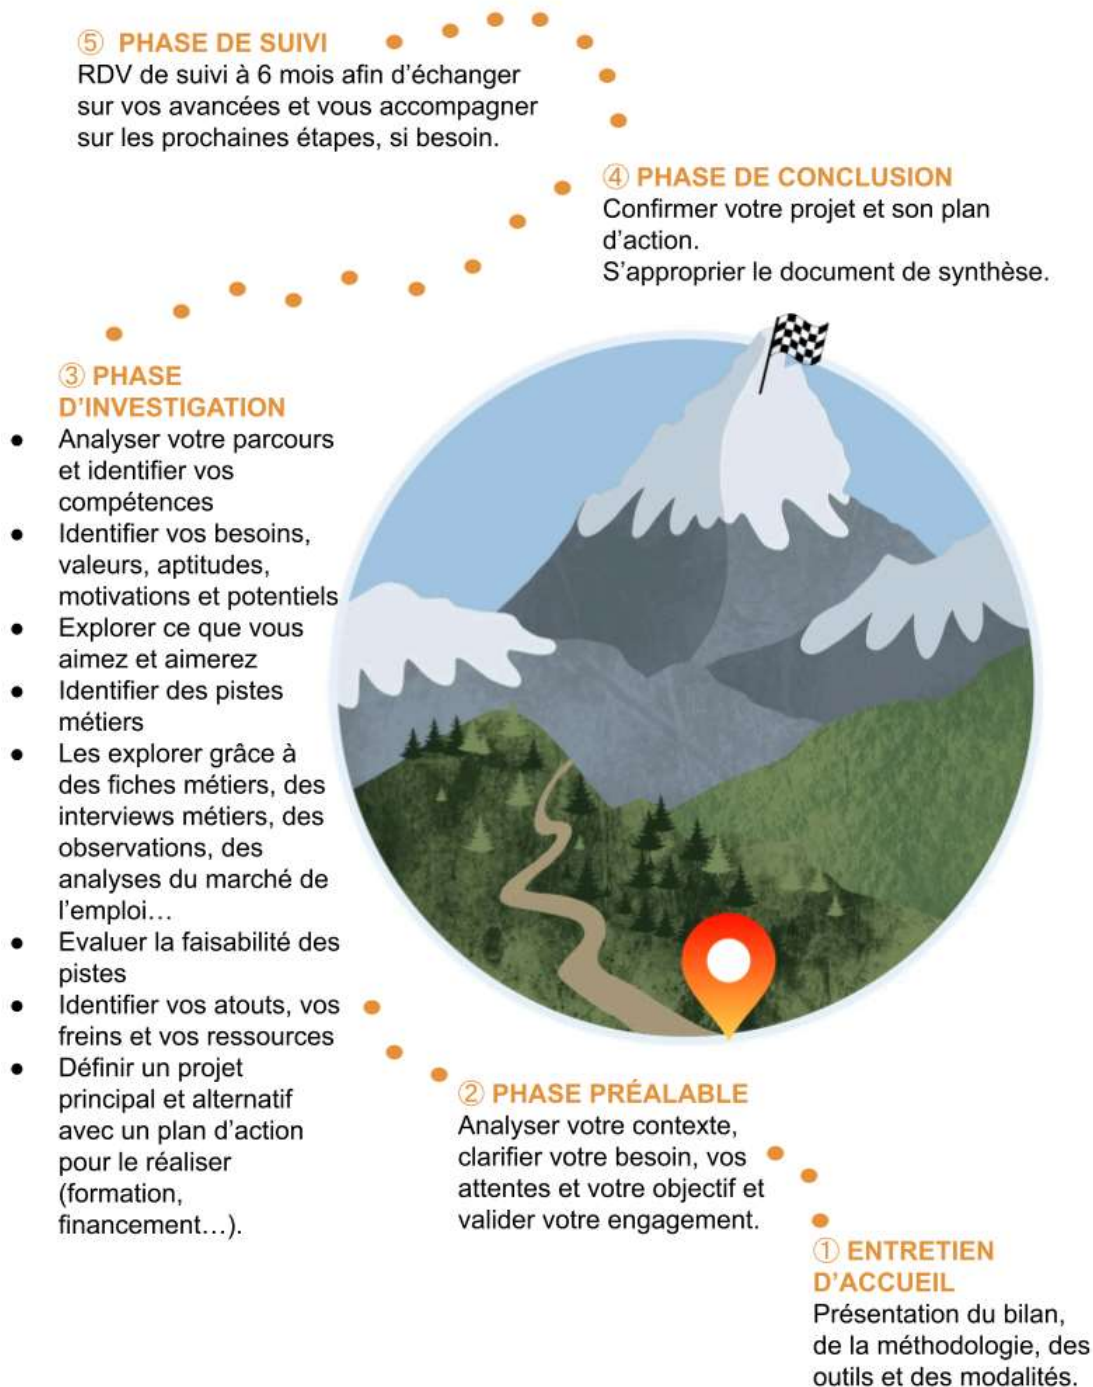 ⑤ PHASE DE SUIVI
RDV de suivi à 6 mois afin d’échanger
sur vos avancées et vous accompagner
sur les prochaines étapes, si besoin.
④ PHASE DE CONCLUSION
Confirmer votre projet et son plan
d’action.
S’approprier le document de synthèse.
③ PHASE
D’INVESTIGATION
● Analyser votre parcours
et identifier vos
compétences
● Identifier vos besoins,
valeurs, aptitudes,
motivations et potentiels
● Explorer ce que vous
aimez et aimerez
● Identifier des pistes
métiers
● Les explorer grâce à
des fiches métiers, des
interviews métiers, des
observations, des
analyses du marché de
l’emploi…
● Evaluer la faisabilité des
pistes
● Identifier vos atouts, vos
freins et vos ressources
● Définir un projet
principal et alternatif
avec un plan d’action
pour le réaliser
(formation,
financement…).
② PHASE PRÉALABLE
Analyser votre contexte,
clarifier votre besoin, vos
attentes et votre objectif et
valider votre engagement.
① ENTRETIEN
D’ACCUEIL
Présentation du bilan,
de la méthodologie, des
outils et des modalités.